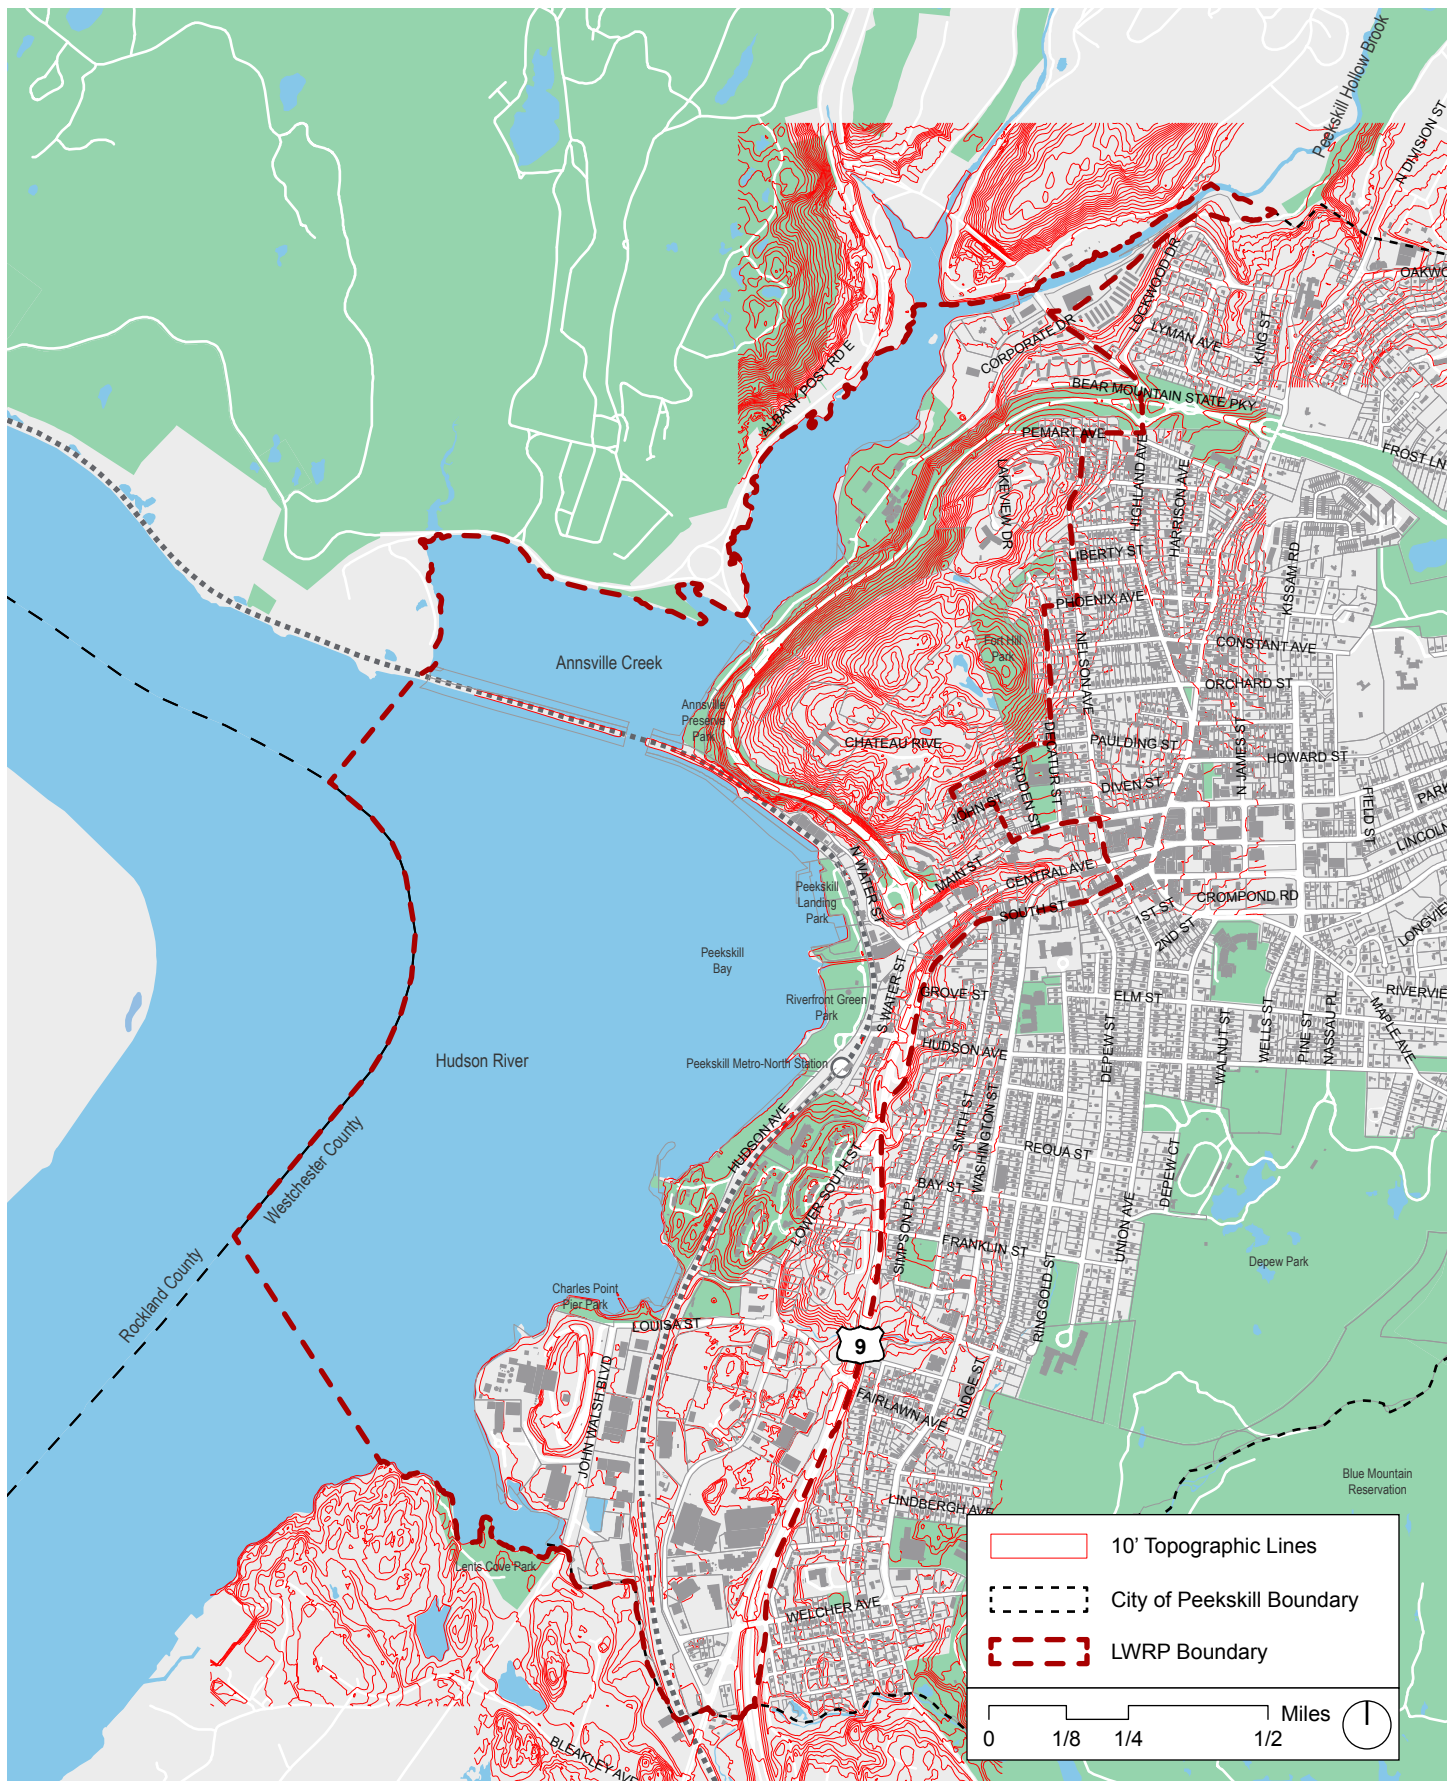 Peekskill Hollow Brook
N DIVISION ST
OAKWO
LOCKWOOD DR
LYMAN AVE
KING ST
CORPORATE DR
ALBANY POST RD E
BEAR MOUNTAIN STATE PKY
PEMART AVE
FROST LN
LAKEVIEW DR
HIGHLAND AVE
HARRISON AVE
LIBERTY ST
KISSAM RD
PHOENIX AVE
Fort Hill
Park
NELSON AVE
CONSTANT AVE
Annsville Creek
ORCHARD ST
Annsville
Preserve
Park
CHATEAU RIVE
DECATUR ST
PAULDING ST
N JAMES ST
HOWARD ST
HADDEN ST
DIVEN ST
JOHN ST
FIELD ST
PARK
LINCOLN
N WATER ST
MAIN ST
CENTRAL AVE
Peekskill
Landing
Park
SOUTH ST
1ST ST
2ND ST
CROMPOND RD
LONGVIE
Peekskill
Bay
S WATER ST
GROVE ST
ELM ST
RIVERVIE
Riverfront Green
Park
HUDSON AVE
DEPEW ST
WALNUT ST
WELLS ST
PINE ST
NASSAU PL
MAPLE AVE
Hudson River
Peekskill Metro-North Station
HUDSON AVE
SMITH ST
WASHINGTON ST
REQUA ST
LOWER SOUTH ST
BAY ST
DEPEW CT
Westchester County
Rockland County
SIMPSON PL
FRANKLIN ST
UNION AVE
Depew Park
RINGGOLD ST
Charles Point
Pier Park
LOUISA ST
9
JOHN WALSH BLVD
FAIRLAWN AVE
RIDGE ST
Blue Mountain
Reservation
LINDBERGH AVE
Lents Cove Park
WELCHER AVE
BLEAKLEY AVE
10' Topographic Lines
City of Peekskill Boundary
LWRP Boundary
Miles
0 1/8 1/4 1/2